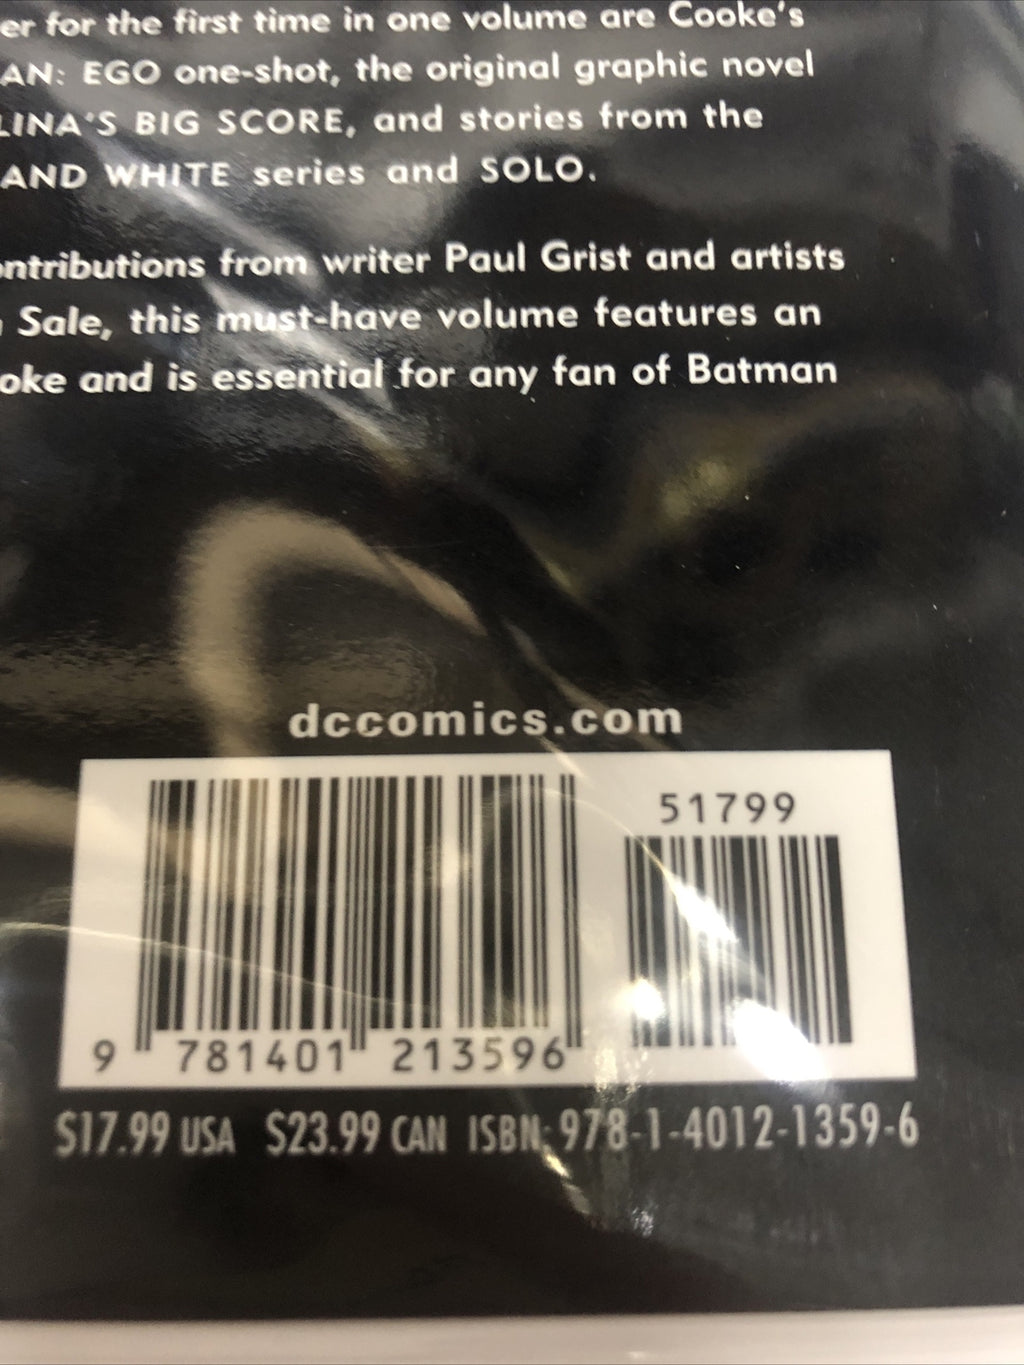 er for the first time in one volume are Cooke's
AN: EGO one-shot, the original graphic novel
LINA'S BIG SCORE, and stories from the
AND WHITE series and SOLO.
ontributions from writer Paul Grist and artists
Sale, this must-have volume features an
oke and is essential for any fan of Batman
dccomics.com
51799
9 781401 213596
$17.99 USA $23.99 CAN ISBN: 978-1-4012-1359-6